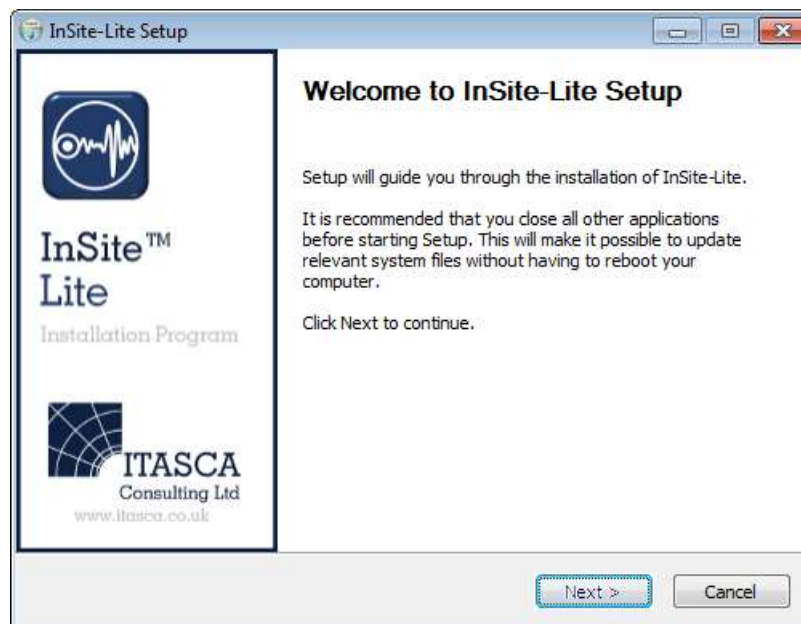 InSite-Lite Setup
InSite™
Lite
Installation Program
ITASCA
Consulting Ltd
www.itasca.co.uk
Welcome to InSite-Lite Setup
Setup will guide you through the installation of InSite-Lite.
It is recommended that you close all other applications
before starting Setup. This will make it possible to update
relevant system files without having to reboot your
computer.
Click Next to continue.
Next >
Cancel